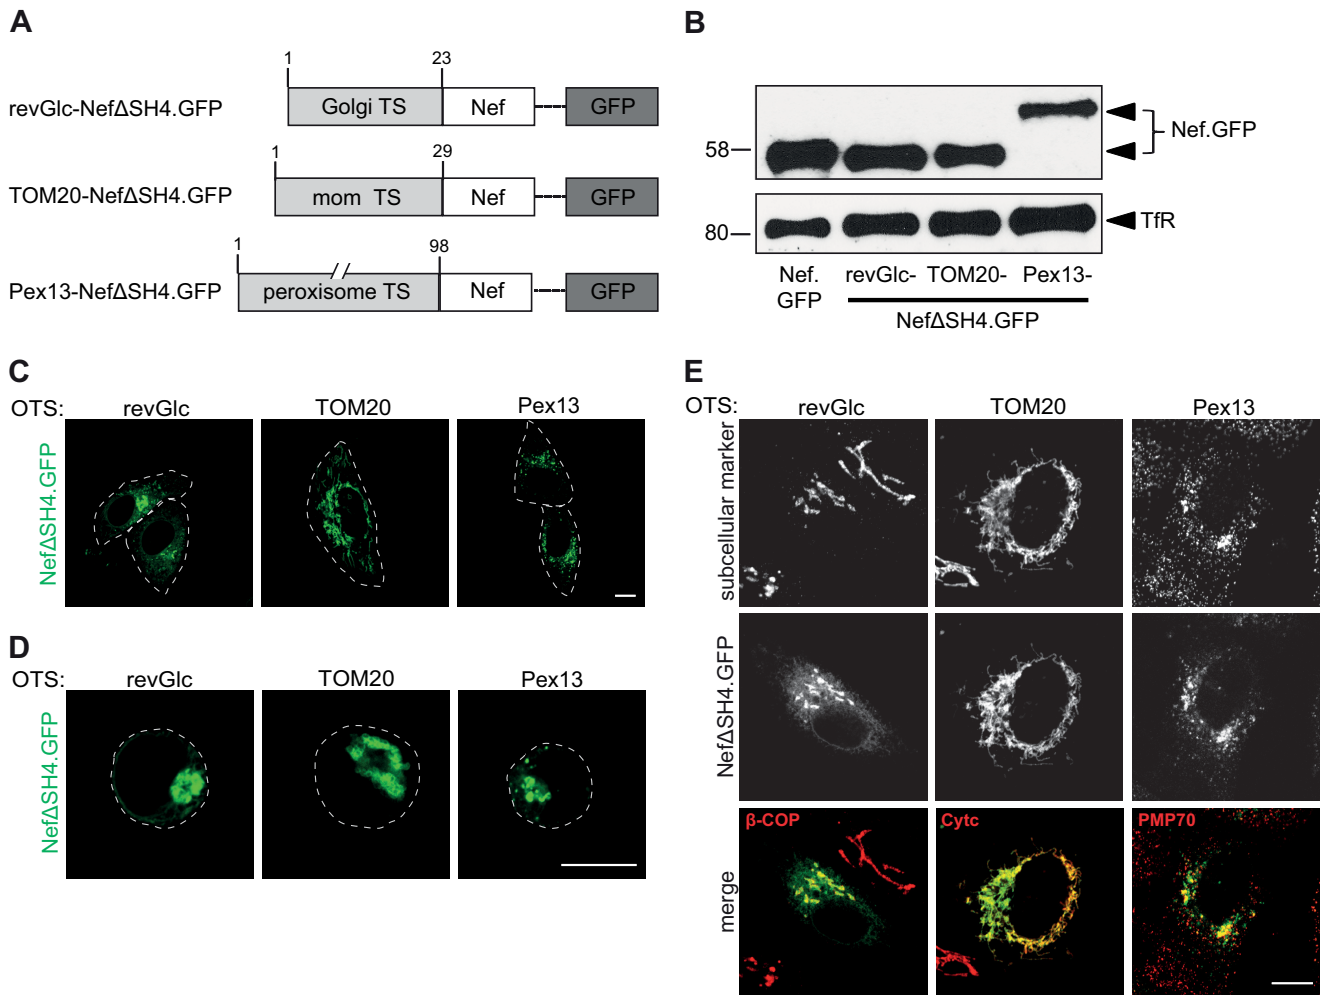 A
1 23
revGlc-NefΔSH4.GFP Golgi TS Nef GFP
1 29
TOM20-NefΔSH4.GFP mom TS Nef GFP
1 98
Pex13-NefΔSH4.GFP peroxisome TS Nef GFP
B
58
Nef.GFP
80
TfR
Nef. GFP revGlc- TOM20- Pex13-
NefΔSH4.GFP
C
OTS: revGlc TOM20 Pex13
NefΔSH4.GFP
D
OTS: revGlc TOM20 Pex13
NefΔSH4.GFP
E
OTS: revGlc TOM20 Pex13
subcellular marker
NefΔSH4.GFP
merge
β-COP Cytc PMP70